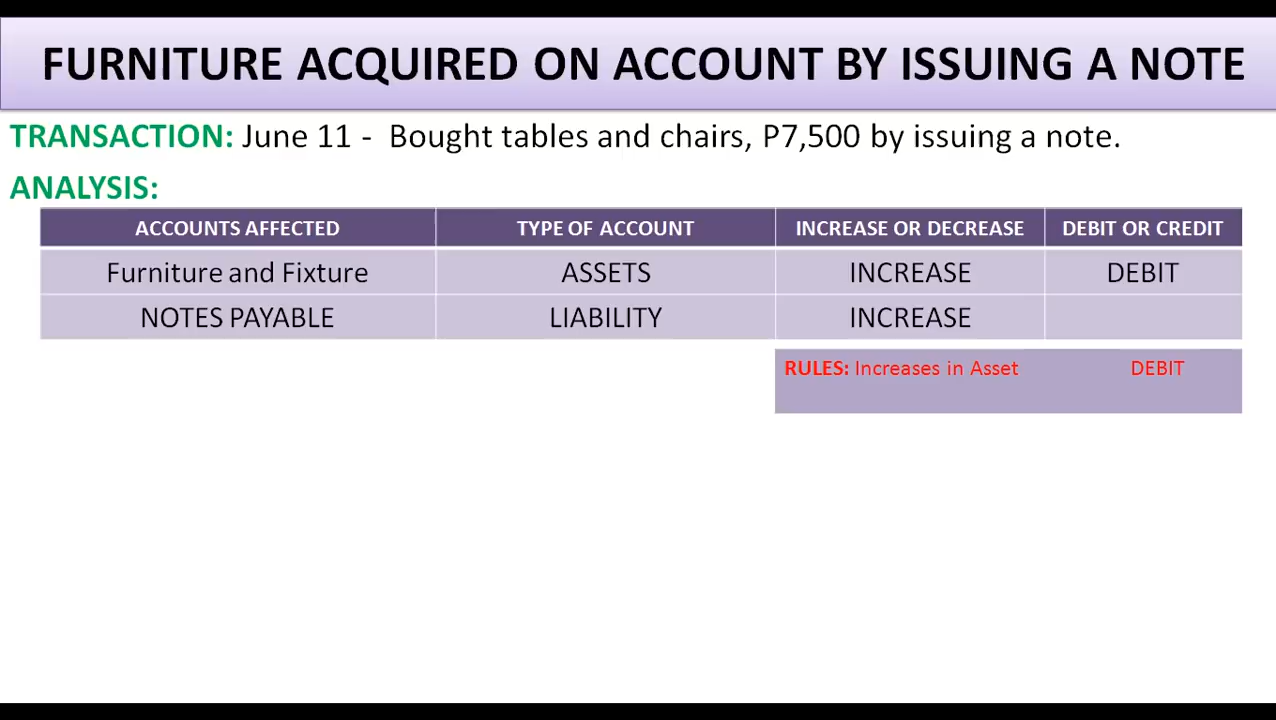 FURNITURE ACQUIRED ON ACCOUNT BY ISSUING A NOTE
TRANSACTION: June 11 - Bought tables and chairs, P7,500 by issuing a note.
ANALYSIS:
ACCOUNTS AFFECTED TYPE OF ACCOUNT INCREASE OR DECREASE DEBIT OR CREDIT
Furniture and Fixture ASSETS INCREASE DEBIT
NOTES PAYABLE LIABILITY INCREASE
RULES: Increases in Asset DEBIT